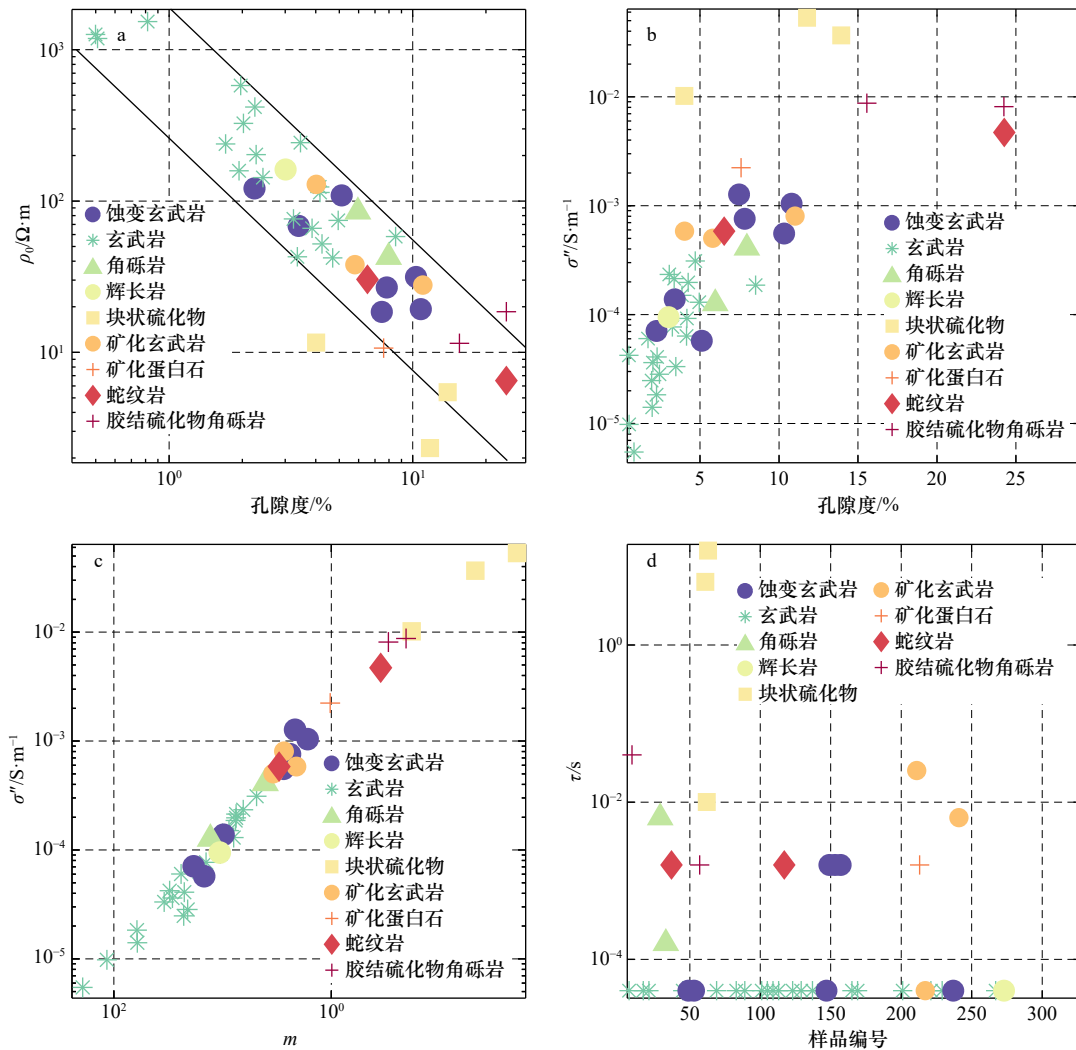 a
10³
10²
10¹
ρ₀/Ω·m
蚀变玄武岩
玄武岩
角砾岩
辉长岩
块状硫化物
矿化玄武岩
矿化蛋白石
蛇纹岩
胶结硫化物角砾岩
10⁰
10¹
孔隙度/%
b
10⁻²
10⁻³
10⁻⁴
10⁻⁵
σ″/S·m⁻¹
蚀变玄武岩
玄武岩
角砾岩
辉长岩
块状硫化物
矿化玄武岩
矿化蛋白石
蛇纹岩
胶结硫化物角砾岩
5 10 15 20 25
孔隙度/%
c
10⁻²
10⁻³
10⁻⁴
10⁻⁵
σ″/S·m⁻¹
蚀变玄武岩
玄武岩
角砾岩
辉长岩
块状硫化物
矿化玄武岩
矿化蛋白石
蛇纹岩
胶结硫化物角砾岩
10² 10⁰
m
d
10⁰
10⁻²
10⁻⁴
τ/s
蚀变玄武岩 矿化玄武岩
玄武岩 矿化蛋白石
角砾岩 蛇纹岩
辉长岩 胶结硫化物角砾岩
块状硫化物
50 100 150 200 250 300
样品编号